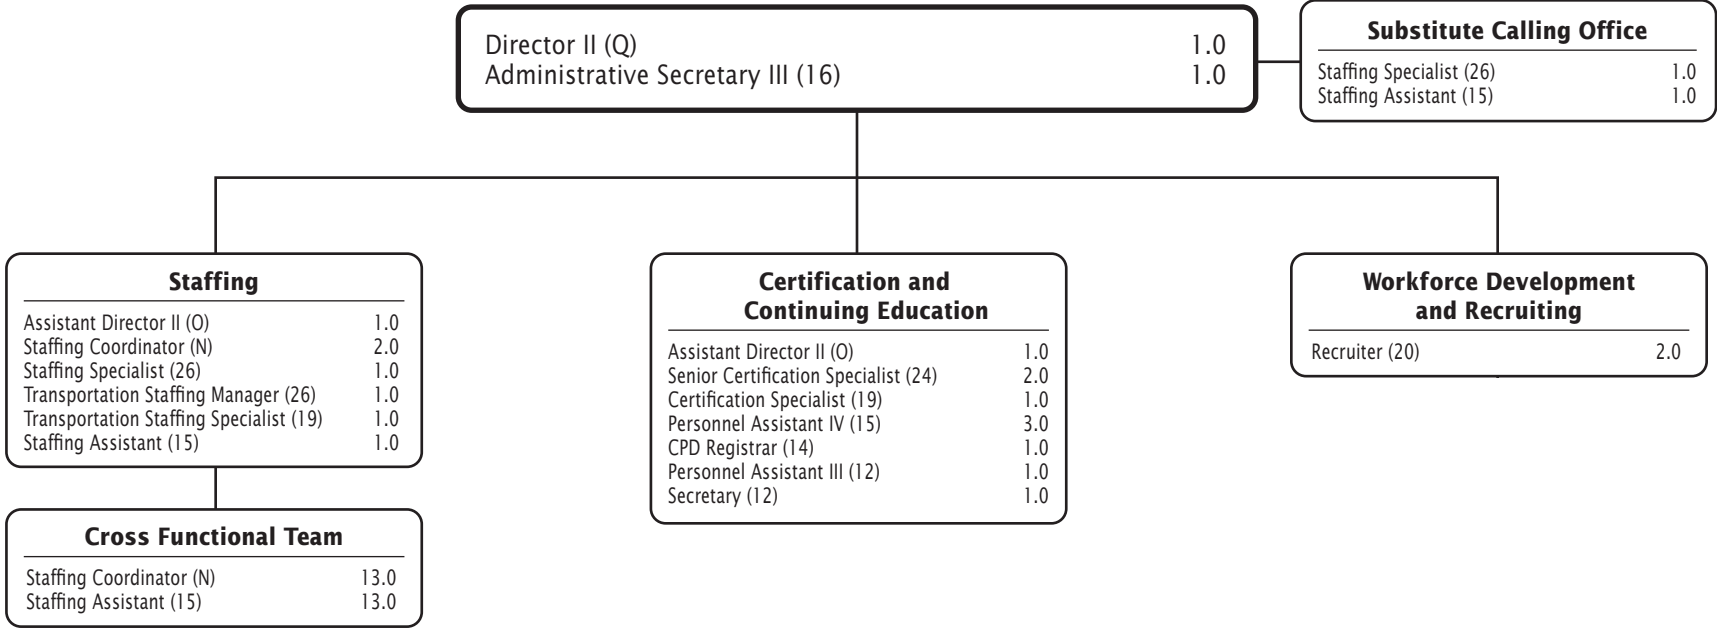 Director II (Q) 1.0
Administrative Secretary III (16) 1.0
Substitute Calling Office
Staffing Specialist (26) 1.0
Staffing Assistant (15) 1.0
Staffing
Assistant Director II (O) 1.0
Staffing Coordinator (N) 2.0
Staffing Specialist (26) 1.0
Transportation Staffing Manager (26) 1.0
Transportation Staffing Specialist (19) 1.0
Staffing Assistant (15) 1.0
Cross Functional Team
Staffing Coordinator (N) 13.0
Staffing Assistant (15) 13.0
Certification and
Continuing Education
Assistant Director II (O) 1.0
Senior Certification Specialist (24) 2.0
Certification Specialist (19) 1.0
Personnel Assistant IV (15) 3.0
CPD Registrar (14) 1.0
Personnel Assistant III (12) 1.0
Secretary (12) 1.0
Workforce Development
and Recruiting
Recruiter (20) 2.0